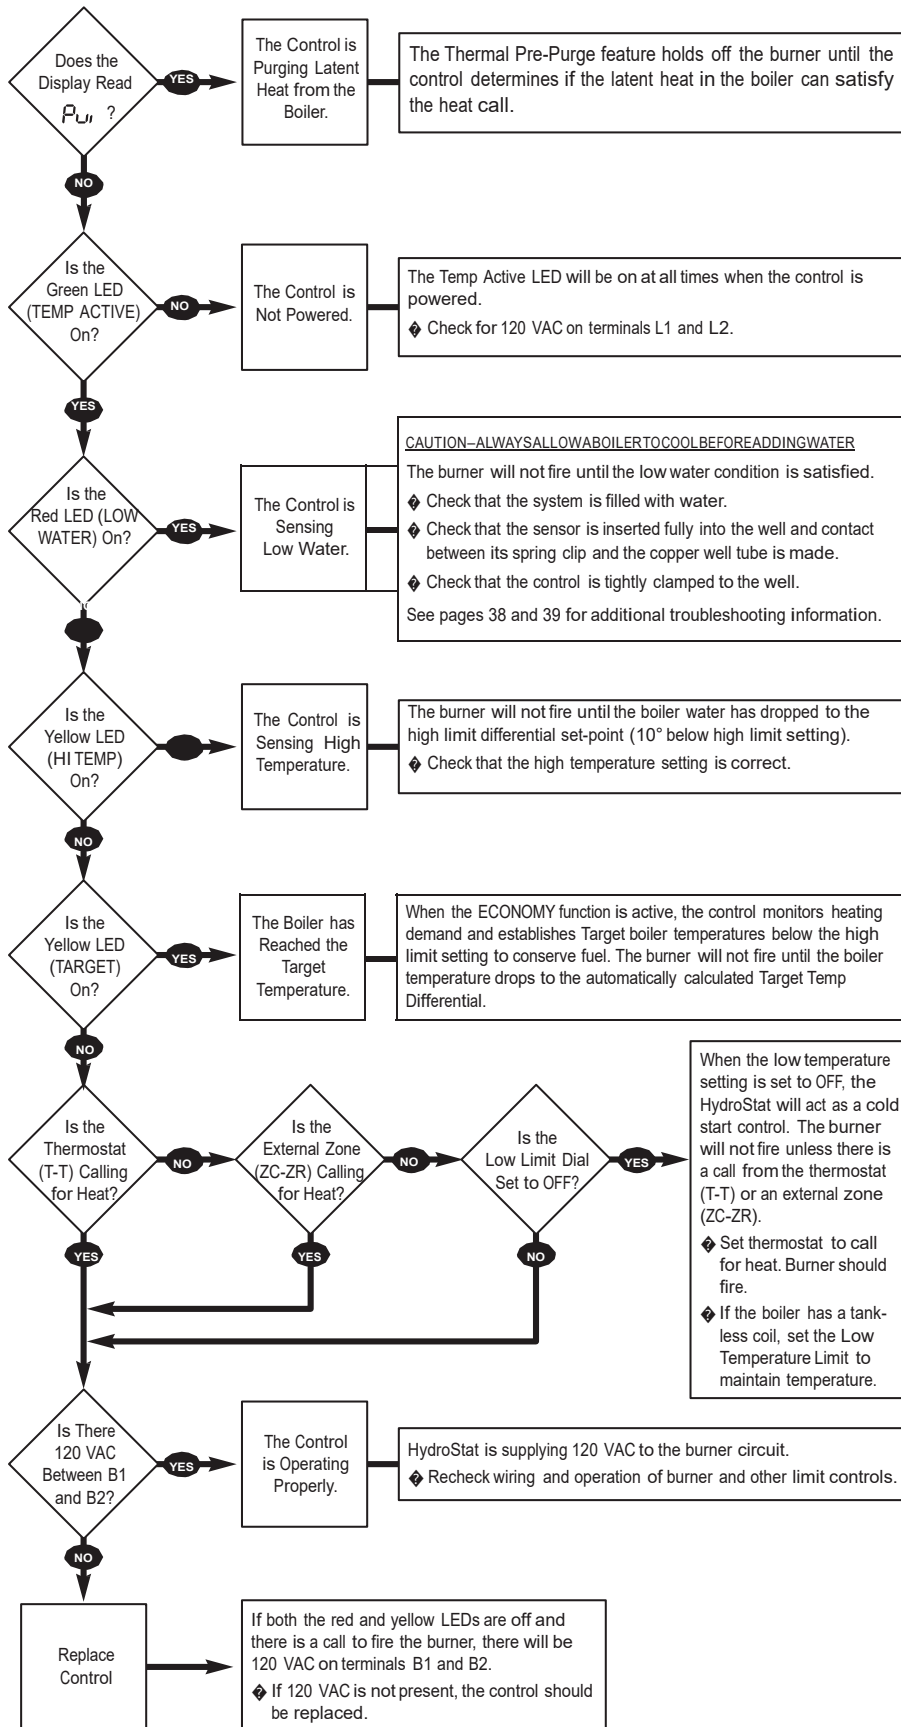 Does the
Display Read
Pur ?
YES
The Control is
Purging Latent
Heat from the
Boiler.
The Thermal Pre-Purge feature holds off the burner until the
control determines if the latent heat in the boiler can satisfy
the heat call.
NO
Is the
Green LED
(TEMP ACTIVE)
On?
NO
The Control is
Not Powered.
The Temp Active LED will be on at all times when the control is
powered.
� Check for 120 VAC on terminals L1 and L2.
YES
Is the
Red LED (LOW
WATER) On?
YES
The Control is
Sensing
Low Water.
CAUTION–ALWAYSALLOWABOILERTOCOOLBEFOREADDINGWATER
The burner will not fire until the low water condition is satisfied.
� Check that the system is filled with water.
� Check that the sensor is inserted fully into the well and contact
between its spring clip and the copper well tube is made.
� Check that the control is tightly clamped to the well.
See pages 38 and 39 for additional troubleshooting information.
Is the
Yellow LED
(HI TEMP)
On?
The Control is
Sensing High
Temperature.
The burner will not fire until the boiler water has dropped to the
high limit differential set-point (10° below high limit setting).
� Check that the high temperature setting is correct.
NO
Is the
Yellow LED
(TARGET)
On?
YES
The Boiler has
Reached the
Target
Temperature.
When the ECONOMY function is active, the control monitors heating
demand and establishes Target boiler temperatures below the high
limit setting to conserve fuel. The burner will not fire until the boiler
temperature drops to the automatically calculated Target Temp
Differential.
NO
Is the
Thermostat
(T-T) Calling
for Heat?
NO
Is the
External Zone
(ZC-ZR) Calling
for Heat?
NO
Is the
Low Limit Dial
Set to OFF?
YES
When the low temperature
setting is set to OFF, the
HydroStat will act as a cold
start control. The burner
will not fire unless there is
a call from the thermostat
(T-T) or an external zone
(ZC-ZR).
� Set thermostat to call
for heat. Burner should
fire.
� If the boiler has a tank-
less coil, set the Low
Temperature Limit to
maintain temperature.
YES
YES
NO
Is There
120 VAC
Between B1
and B2?
YES
The Control
is Operating
Properly.
HydroStat is supplying 120 VAC to the burner circuit.
� Recheck wiring and operation of burner and other limit controls.
NO
Replace
Control
If both the red and yellow LEDs are off and
there is a call to fire the burner, there will be
120 VAC on terminals B1 and B2.
� If 120 VAC is not present, the control should
be replaced.